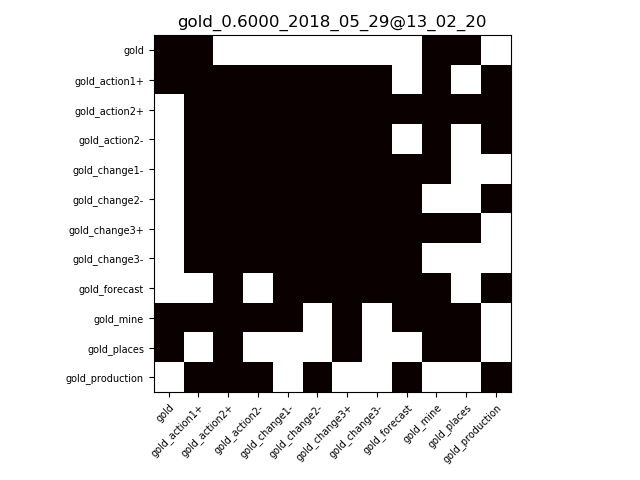 gold_0.6000_2018_05_29@13_02_20
gold
gold_action1+
gold_action2+
gold_action2-
gold_change1-
gold_change2-
gold_change3+
gold_change3-
gold_forecast
gold_mine
gold_places
gold_production
gold
gold_action1+
gold_action2+
gold_action2-
gold_change1-
gold_change2-
gold_change3+
gold_change3-
gold_forecast
gold_mine
gold_places
gold_production